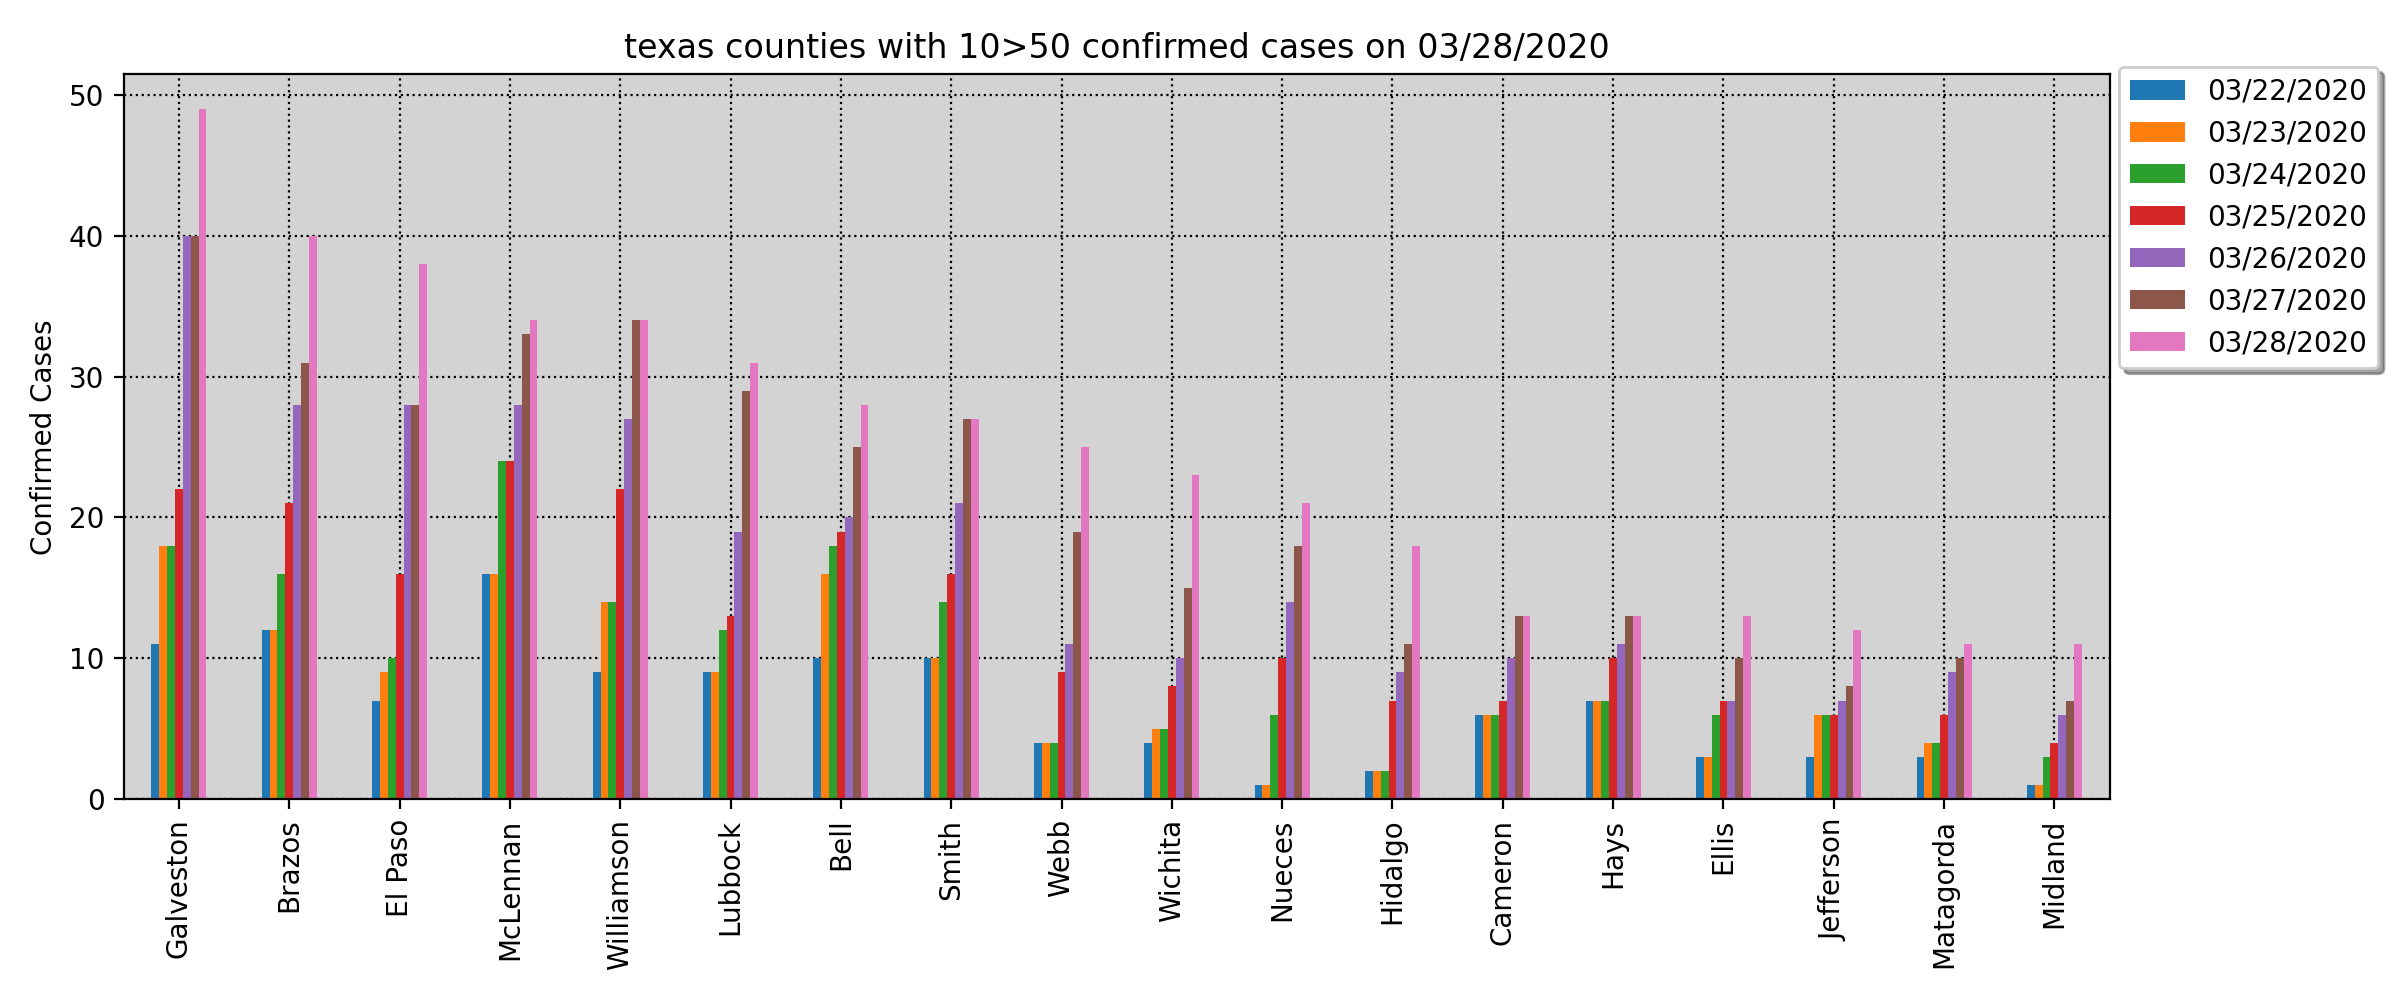 texas counties with 10>50 confirmed cases on 03/28/2020
Confirmed Cases
50
40
30
20
10
0
Galveston
Brazos
El Paso
McLennan
Williamson
Lubbock
Bell
Smith
Webb
Wichita
Nueces
Hidalgo
Cameron
Hays
Ellis
Jefferson
Matagorda
Midland
03/22/2020
03/23/2020
03/24/2020
03/25/2020
03/26/2020
03/27/2020
03/28/2020